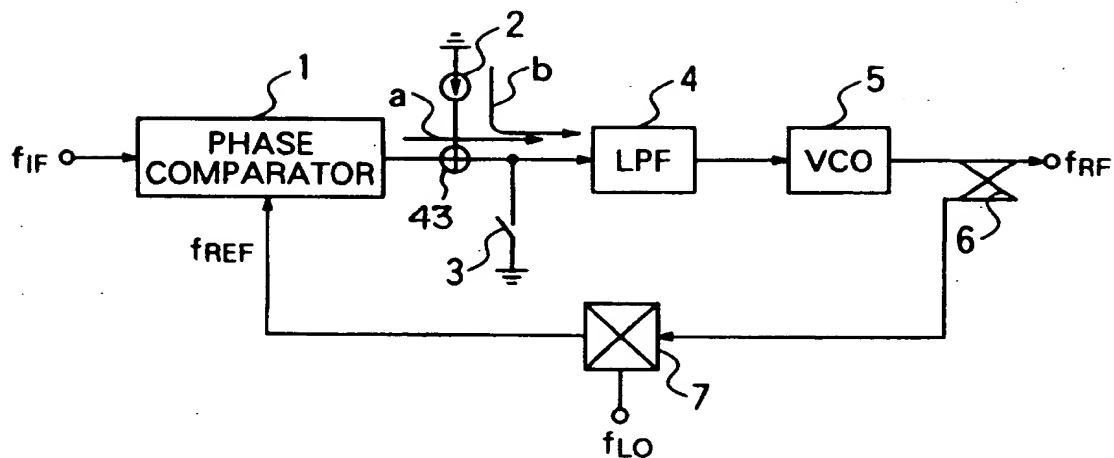 2
b
1
a
4
5
fIF
PHASE
COMPARATOR
LPF
VCO
fRF
43
6
fREF
3
7
fLO